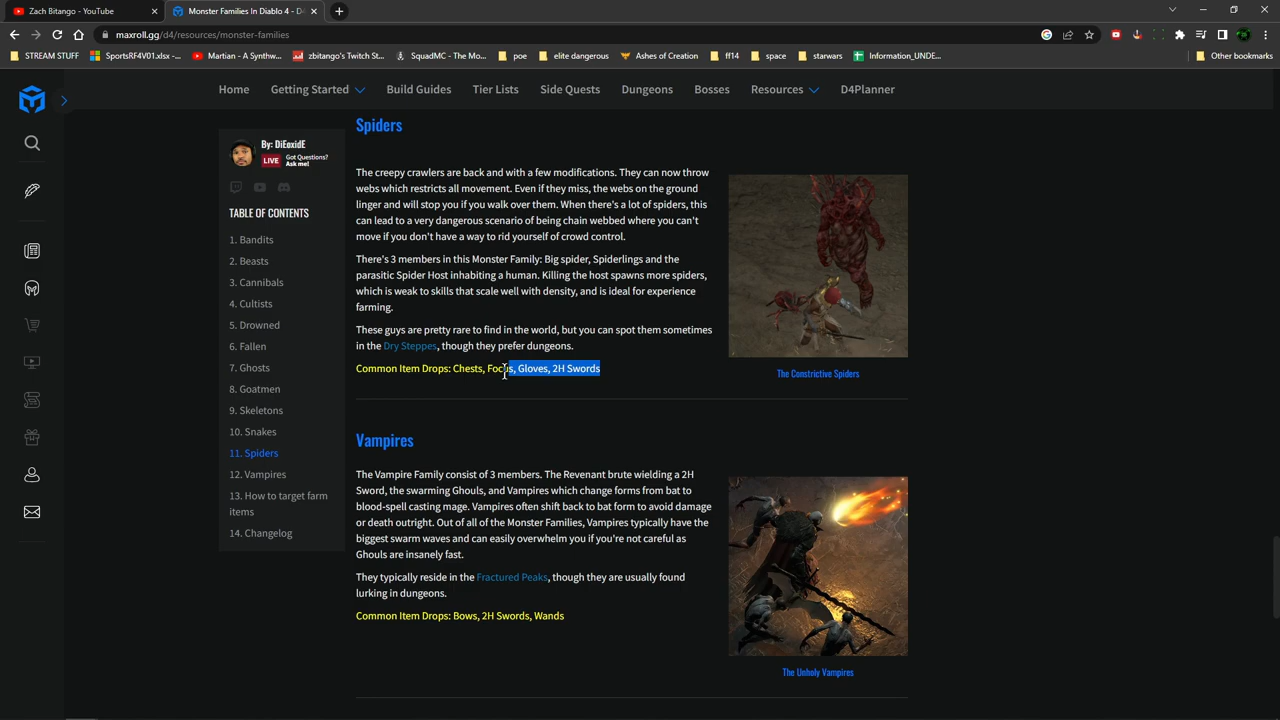 Zach Bitango - YouTube
Monster Families In Diablo 4 - D4
maxroll.gg/d4/resources/monster-families
STREAM STUFF
SportsRF4V01.xlsx -...
Martian - A Synthw...
zbitango's Twitch St...
SquadMC - The Mo...
poe
elite dangerous
Ashes of Creation
ff14
space
starwars
Information_UNDE...
Other bookmarks
Home
Getting Started
Build Guides
Tier Lists
Side Quests
Dungeons
Bosses
Resources
D4Planner
By: DiEoxidE
LIVE
Got Questions?
Ask me!
TABLE OF CONTENTS
1. Bandits
2. Beasts
3. Cannibals
4. Cultists
5. Drowned
6. Fallen
7. Ghosts
8. Goatmen
9. Skeletons
10. Snakes
11. Spiders
12. Vampires
13. How to target farm
items
14. Changelog
Spiders
The creepy crawlers are back and with a few modifications. They can now throw
webs which restricts all movement. Even if they miss, the webs on the ground
linger and will stop you if you walk over them. When there's a lot of spiders, this
can lead to a very dangerous scenario of being chain webbed where you can't
move if you don't have a way to rid yourself of crowd control.
There's 3 members in this Monster Family: Big spider, Spiderlings and the
parasitic Spider Host inhabiting a human. Killing the host spawns more spiders,
which is weak to skills that scale well with density, and is ideal for experience
farming.
These guys are pretty rare to find in the world, but you can spot them sometimes
in the Dry Steppes, though they prefer dungeons.
Common Item Drops: Chests, Focus, Gloves, 2H Swords
The Constrictive Spiders
Vampires
The Vampire Family consist of 3 members. The Revenant brute wielding a 2H
Sword, the swarming Ghouls, and Vampires which change forms from bat to
blood-spell casting mage. Vampires often shift back to bat form to avoid damage
or death outright. Out of all of the Monster Families, Vampires typically have the
biggest swarm waves and can easily overwhelm you if you're not careful as
Ghouls are insanely fast.
They typically reside in the Fractured Peaks, though they are usually found
lurking in dungeons.
Common Item Drops: Bows, 2H Swords, Wands
The Unholy Vampires